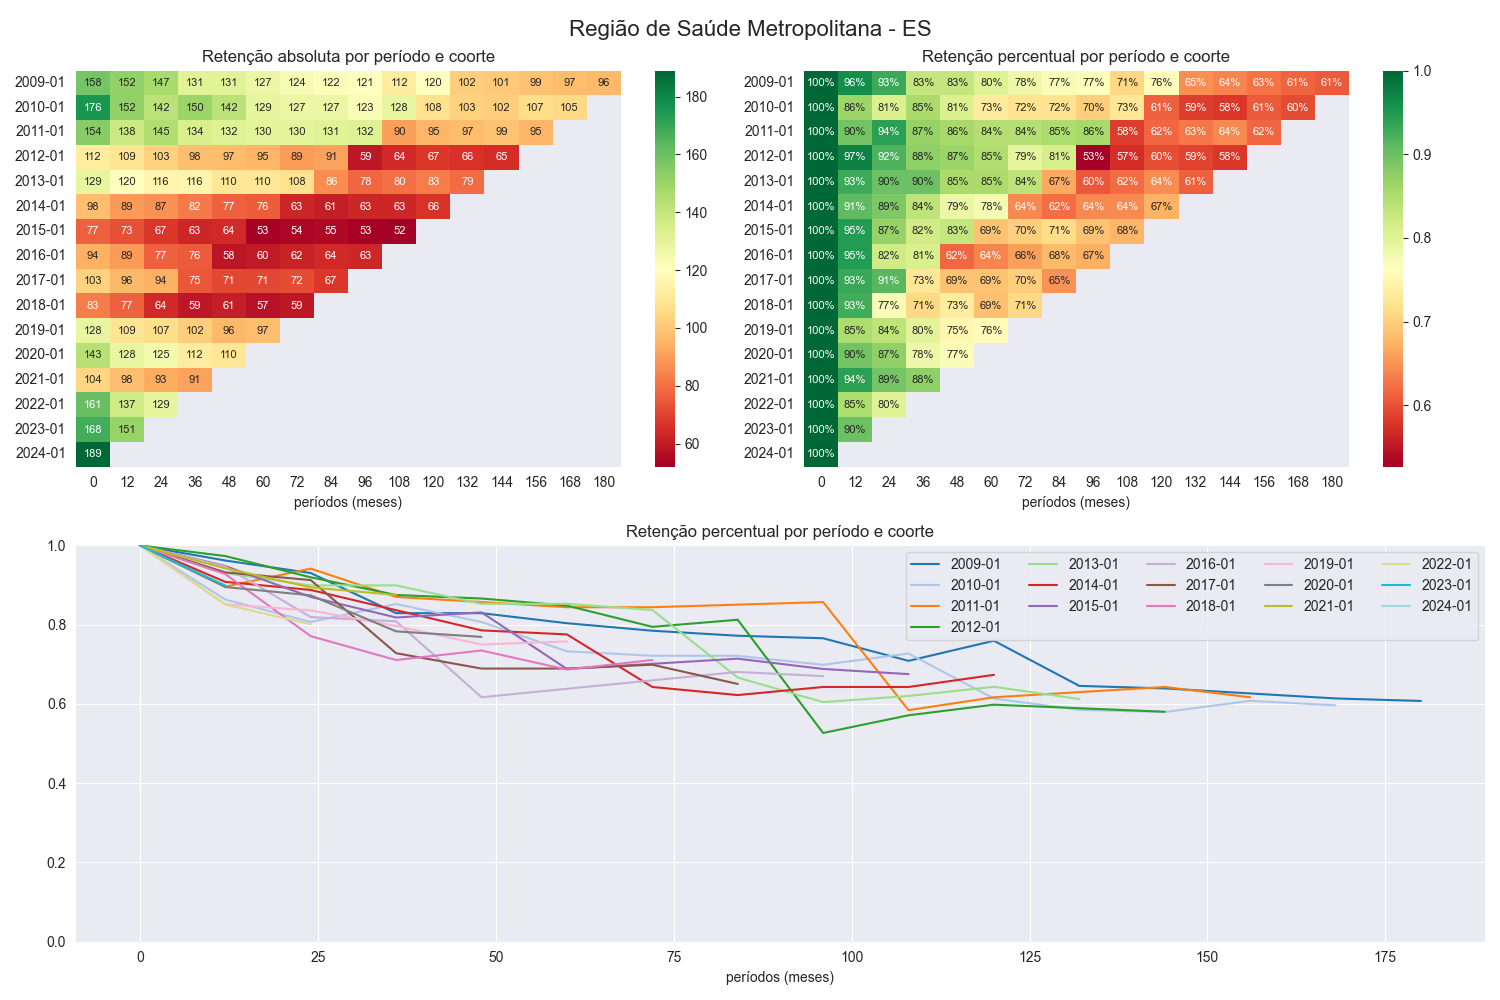 Região de Saúde Metropolitana - ES
Retenção absoluta por período e coorte
2009-01 158 152 147 131 131 127 124 122 121 112 120 102 101 99 97 96
2010-01 176 152 142 150 142 129 127 127 123 128 108 103 102 107 105
2011-01 154 138 145 134 132 130 130 131 132 90 95 97 99 95
2012-01 112 109 103 98 97 95 89 91 59 64 67 66 65
2013-01 129 120 116 116 110 110 108 86 78 80 83 79
2014-01 98 89 87 82 77 76 63 61 63 63 66
2015-01 77 73 67 63 64 53 54 55 53 52
2016-01 94 89 77 76 58 60 62 64 63
2017-01 103 96 94 75 71 71 72 67
2018-01 83 77 64 59 61 57 59
2019-01 128 109 107 102 96 97
2020-01 143 128 125 112 110
2021-01 104 98 93 91
2022-01 161 137 129
2023-01 168 151
2024-01 189
0 12 24 36 48 60 72 84 96 108 120 132 144 156 168 180
períodos (meses)
180
160
140
120
100
80
60
Retenção percentual por período e coorte
2009-01 100% 96% 93% 83% 83% 80% 78% 77% 77% 71% 76% 65% 64% 63% 61% 61%
2010-01 100% 86% 81% 85% 81% 73% 72% 72% 70% 73% 61% 59% 58% 61% 60%
2011-01 100% 90% 94% 87% 86% 84% 84% 85% 86% 58% 62% 63% 64% 62%
2012-01 100% 97% 92% 88% 87% 85% 79% 81% 53% 57% 60% 59% 58%
2013-01 100% 93% 90% 90% 85% 85% 84% 67% 60% 62% 64% 61%
2014-01 100% 91% 89% 84% 79% 78% 64% 62% 64% 64% 67%
2015-01 100% 95% 87% 82% 83% 69% 70% 71% 69% 68%
2016-01 100% 95% 82% 81% 62% 64% 66% 68% 67%
2017-01 100% 93% 91% 73% 69% 69% 70% 65%
2018-01 100% 93% 77% 71% 73% 69% 71%
2019-01 100% 85% 84% 80% 75% 76%
2020-01 100% 90% 87% 78% 77%
2021-01 100% 94% 89% 88%
2022-01 100% 85% 80%
2023-01 100% 90%
2024-01 100%
0 12 24 36 48 60 72 84 96 108 120 132 144 156 168 180
períodos (meses)
1.0
0.9
0.8
0.7
0.6
Retenção percentual por período e coorte
1.0
0.8
0.6
0.4
0.2
0.0
2009-01 2013-01 2016-01 2019-01 2022-01
2010-01 2014-01 2017-01 2020-01 2023-01
2011-01 2015-01 2018-01 2021-01 2024-01
2012-01
0 25 50 75 100 125 150 175
períodos (meses)